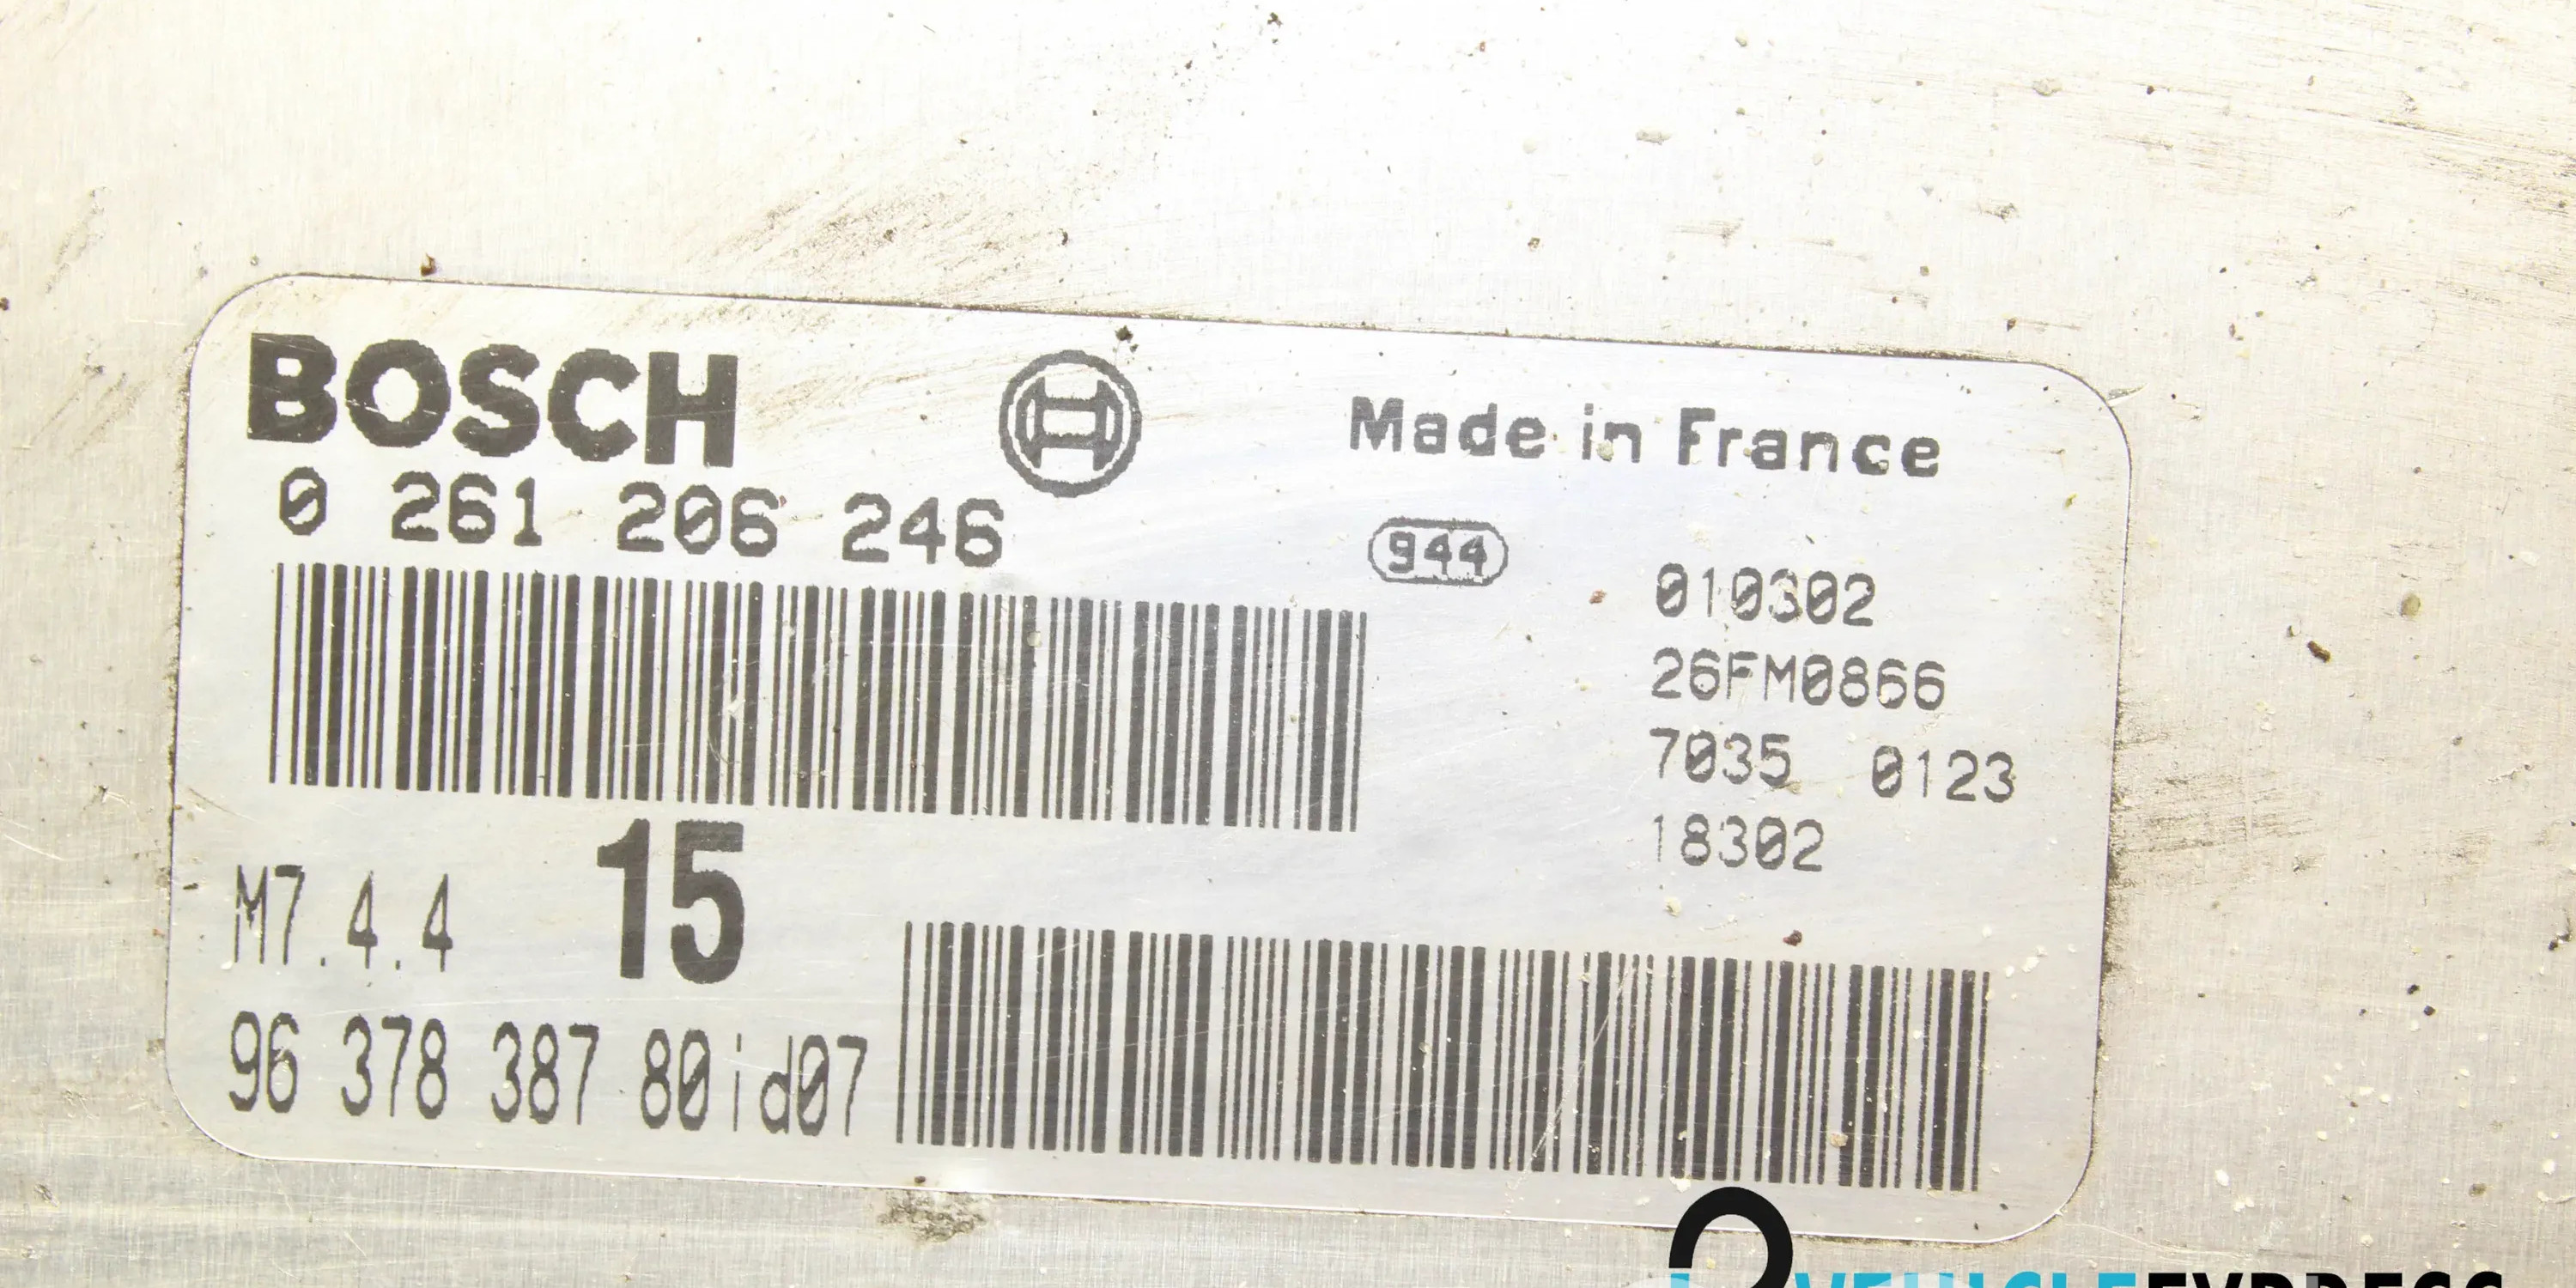 BOSCH
Made in France
0 261 206 246
944
010302
26FM0866
7035 0123
18302
M7.4.4
15
96 378 387 80id07
VEHICLEEXPRESS